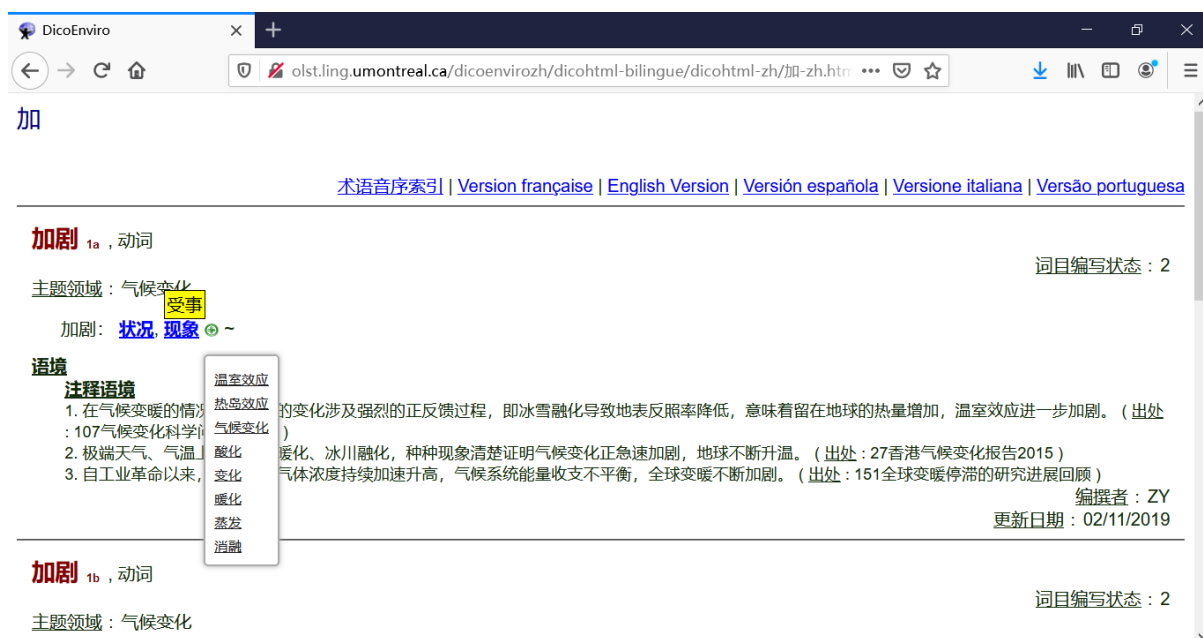 DicoEnviro
olst.ling.umontreal.ca/dicoenvirozh/dicohtml-bilingue/dicohtml-zh/加-zh.htm
加
术语音序索引 | Version française | English Version | Versión española | Versione italiana | Versão portuguesa
加剧 1a , 动词
词目编写状态 : 2
主题领域 : 气候变化
受事
加剧: 状况, 现象 ~
语境
注释语境
温室效应
热岛效应
气候变化
酸化
变化
暖化
蒸发
消融
1. 在气候变暖的情 的变化涉及强烈的正反馈过程，即冰雪融化导致地表反照率降低，意味着留在地球的热量增加，温室效应进一步加剧。 ( 出处
: 107气候变化科学 )
2. 极端天气、气温 暖化、冰川融化，种种现象清楚证明气候变化正急速加剧，地球不断升温。 ( 出处 : 27香港气候变化报告2015 )
3. 自工业革命以来， 气体浓度持续加速升高，气候系统能量收支不平衡，全球变暖不断加剧。 ( 出处 : 151全球变暖停滞的研究进展回顾 )
编撰者 : ZY
更新日期 : 02/11/2019
加剧 1b , 动词
词目编写状态 : 2
主题领域 : 气候变化